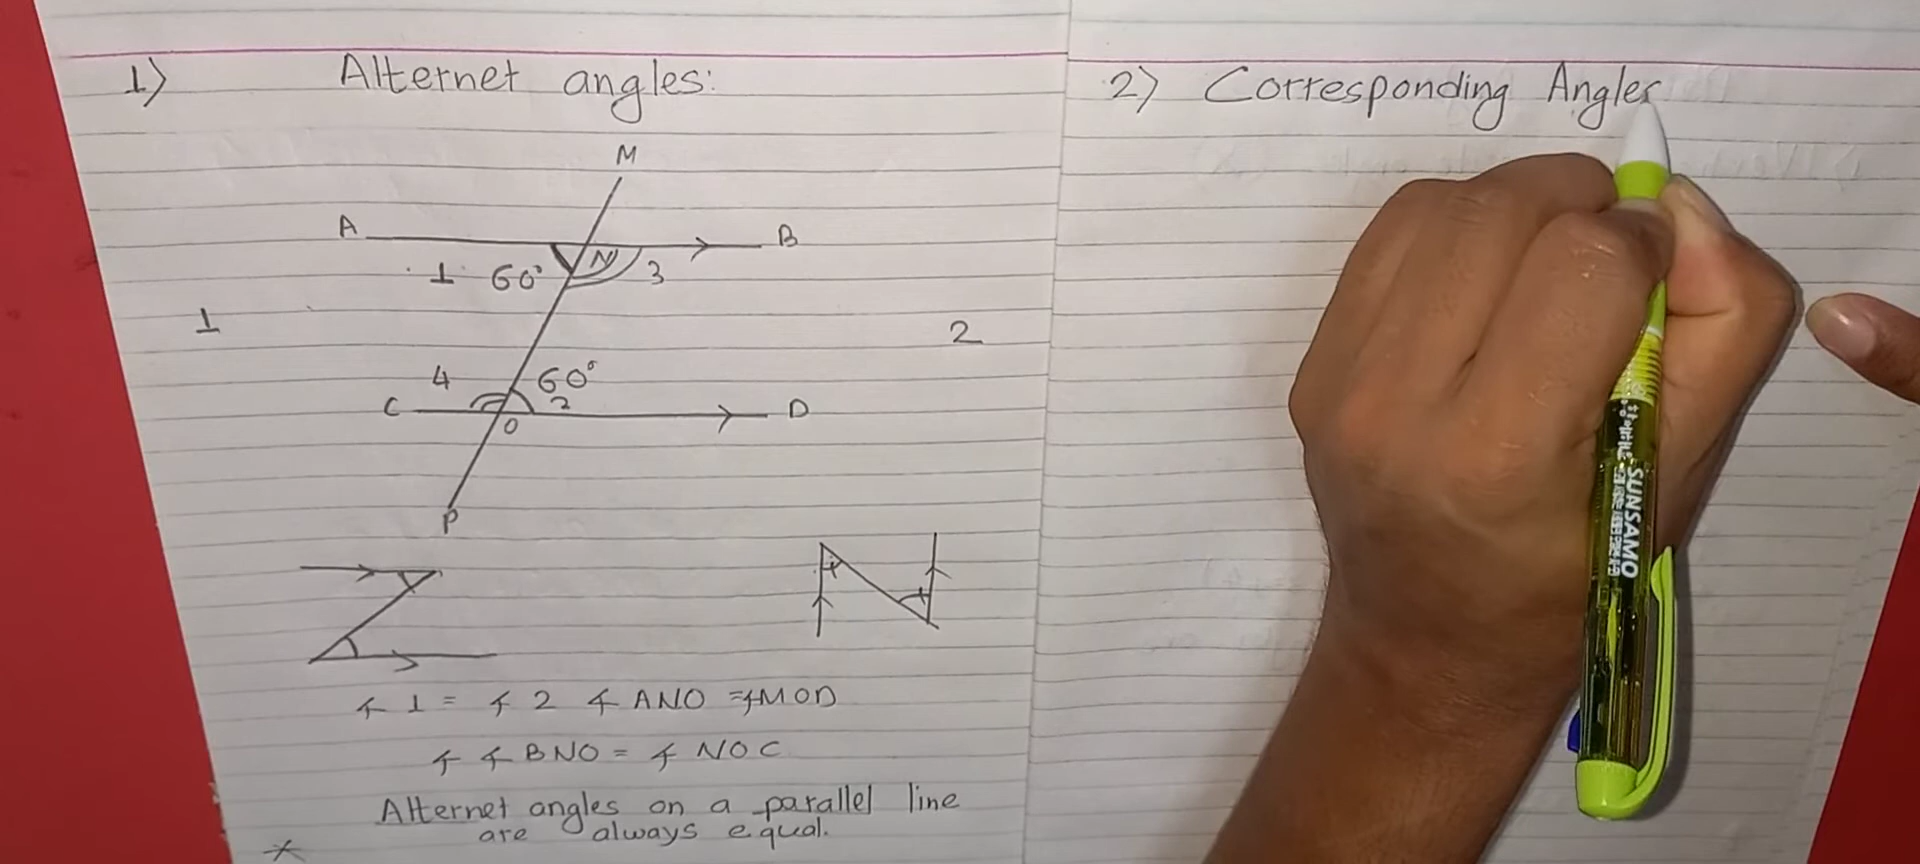 1) Alternet angles:
M
A B
1 60° N 3
1 2
4 60°
C 2 D
O
P
∡ 1 = ∡ 2 ∡ ANO = ∡MOD
∡ ∡ BNO = ∡ NOC
Alternet angles on a parallel line
are always equal.
2) Corresponding Angles
SUNSAMO